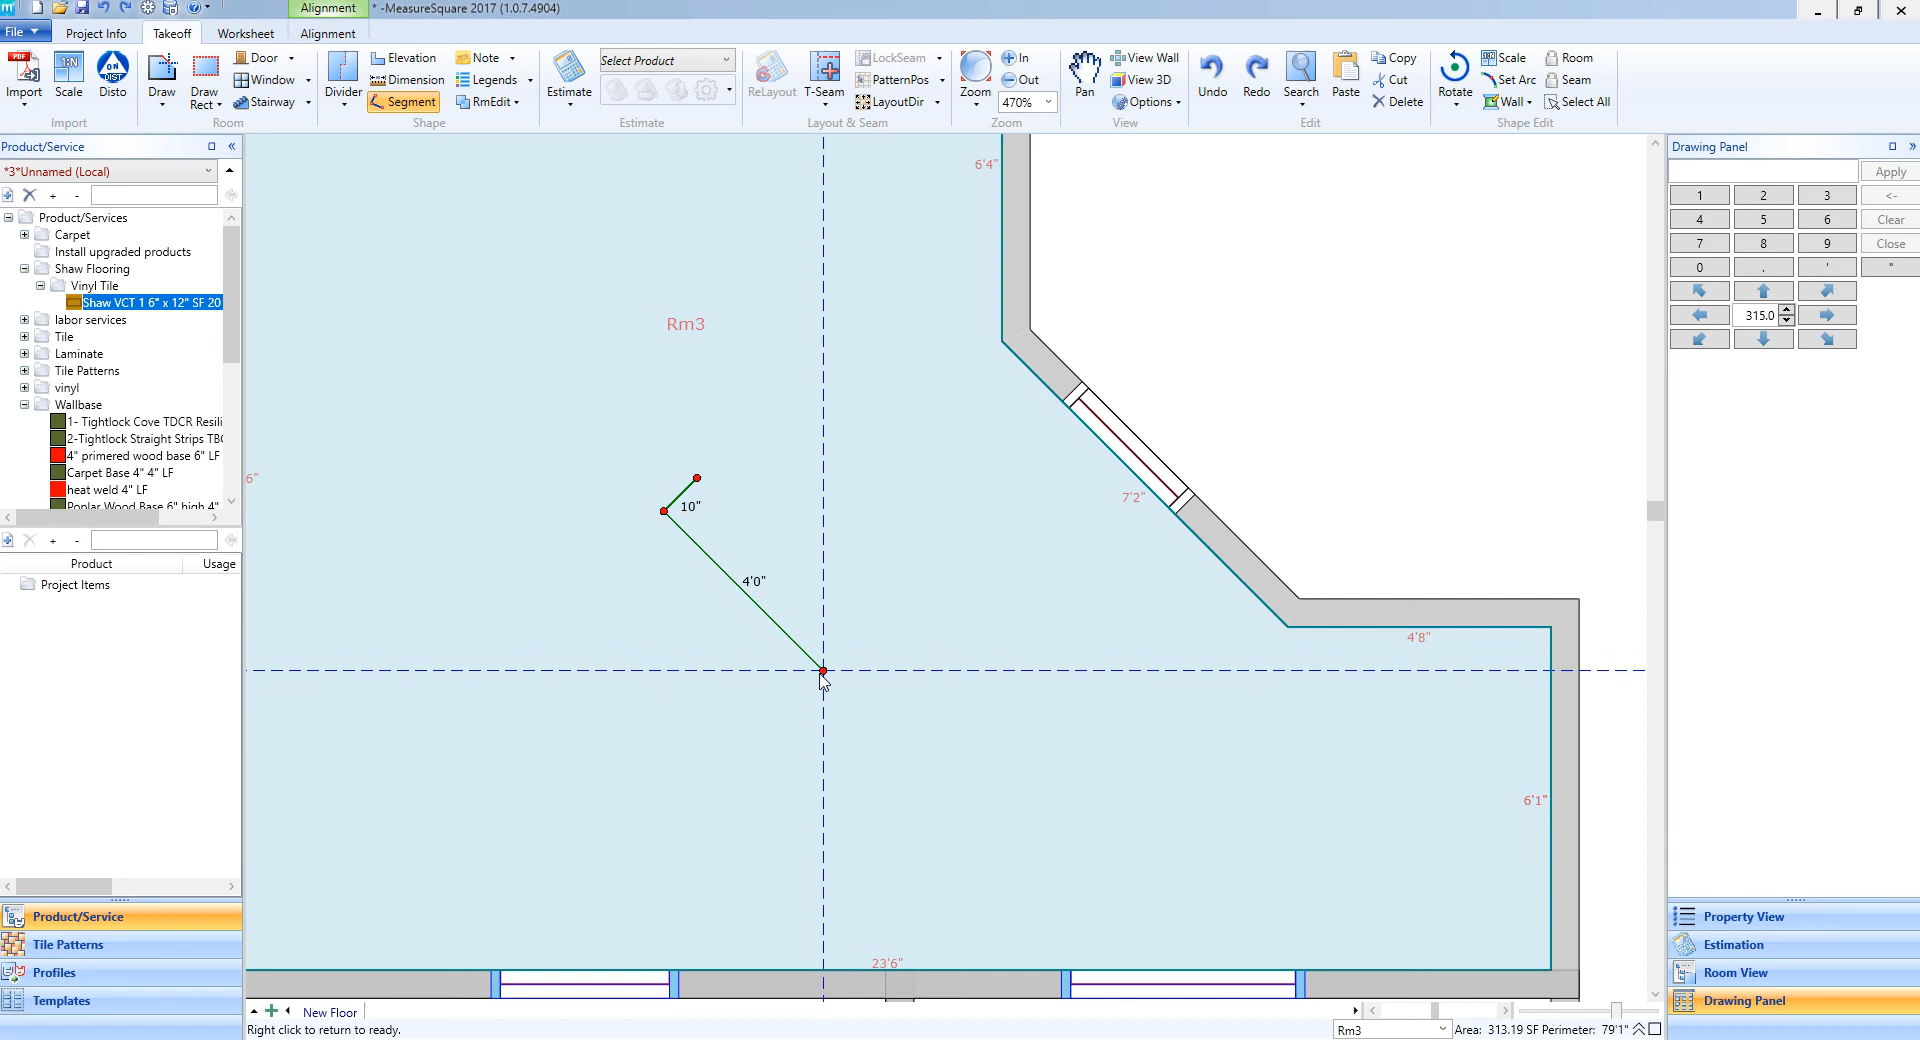 Alignment
* -MeasureSquare 2017 (1.0.7.4904)
File
Project Info
Takeoff
Worksheet
Alignment
PDF
Import
Scale
ON
DIST
Disto
Import
Draw
Draw
Rect
Door
Window
Stairway
Room
Divider
Elevation
Dimension
Segment
Note
Legends
RmEdit
Shape
Estimate
Select Product
Estimate
ReLayout
T-Seam
LockSeam
PatternPos
LayoutDir
Layout & Seam
Zoom
In
Out
470%
Zoom
Pan
View Wall
View 3D
Options
View
Undo
Redo
Search
Paste
Copy
Cut
Delete
Edit
Rotate
Scale
Set Arc
Wall
Room
Seam
Select All
Shape Edit
Product/Service
*3*Unnamed (Local)
Product/Services
Carpet
Install upgraded products
Shaw Flooring
Vinyl Tile
Shaw VCT 1 6" x 12" SF 20
labor services
Tile
Laminate
Tile Patterns
vinyl
Wallbase
1- Tightlock Cove TDCR Resili
2-Tightlock Straight Strips TB
4" primered wood base 6" LF
Carpet Base 4" 4" LF
heat weld 4" LF
Poplar Wood Base 6" high 4"
Product
Usage
Project Items
Product/Service
Tile Patterns
Profiles
Templates
6'4"
Rm3
6"
10"
4'0"
7'2"
4'8"
6'1"
23'6"
New Floor
Right click to return to ready.
Rm3
Area: 313.19 SF Perimeter: 79'1"
Drawing Panel
Apply
1
2
3
<-
4
5
6
Clear
7
8
9
Close
0
.
'
"
315.0
Property View
Estimation
Room View
Drawing Panel